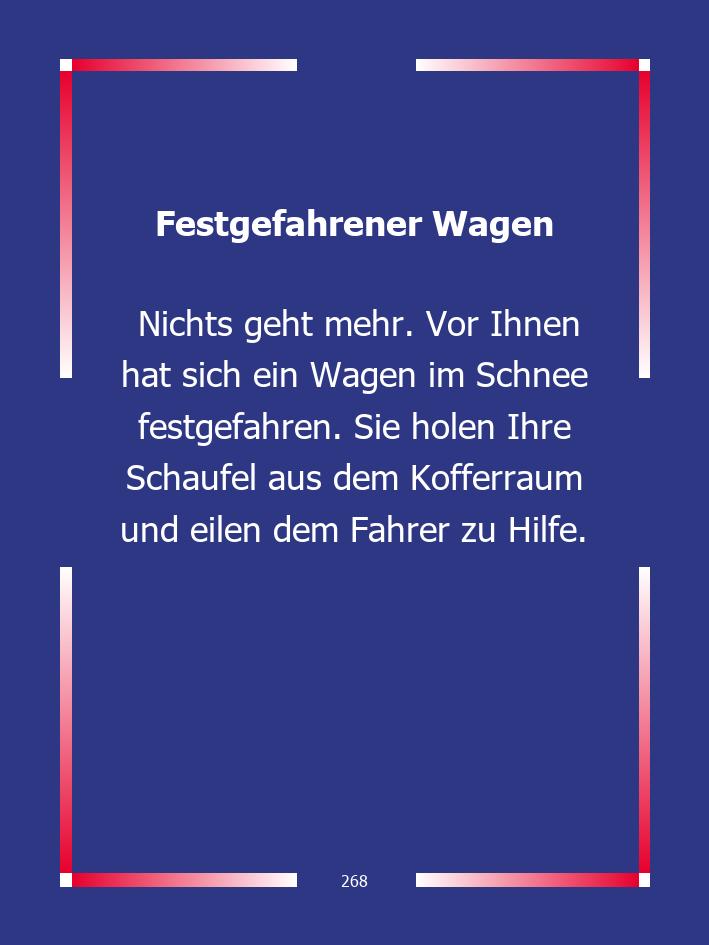 Festgefahrener Wagen
Nichts geht mehr. Vor Ihnen
hat sich ein Wagen im Schnee
festgefahren. Sie holen Ihre
Schaufel aus dem Kofferraum
und eilen dem Fahrer zu Hilfe.
268